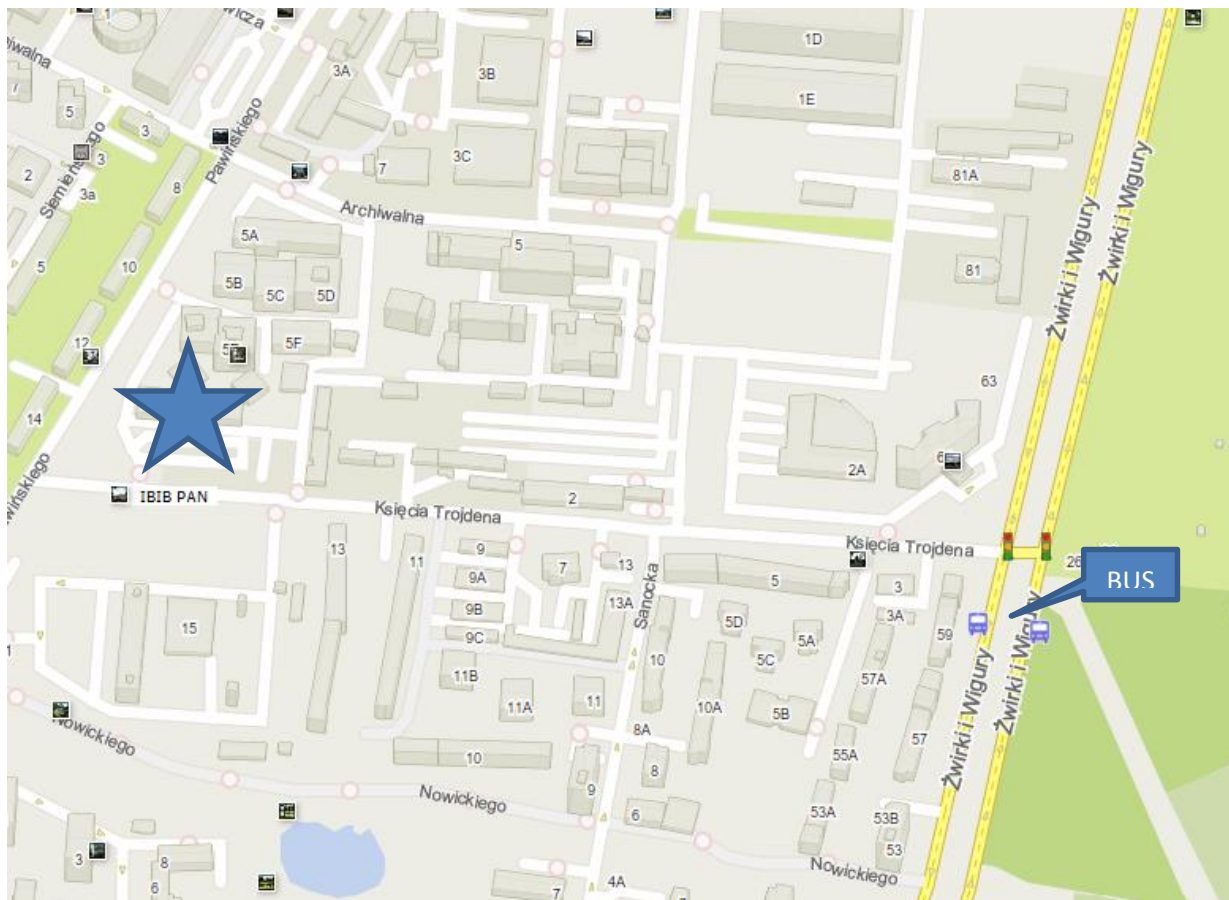 1
1D
3A
3B
1E
5
3
3C
7
81A
2
3
3a
8
Pawińskiego
Siemieńskiego
Archiwalna
Żwirki i Wigury
Żwirki i Wigury
5A
5
5
10
81
5B
5C
5D
12
5F
63
14
2A
IBIB PAN
2
Księcia Trojdena
Księcia Trojdena
13
11
9
7
13
5
3
BUS
9A
13A
3A
9B
5D
59
15
9C
Sanocka
5A
10
5C
11B
57A
11A
11
10A
5B
Żwirki i Wigury
Żwirki i Wigury
Nowickiego
8A
57
10
55A
8
Nowickiego
9
6
53A
53B
53
3
8
Nowickiego
6
7
4A